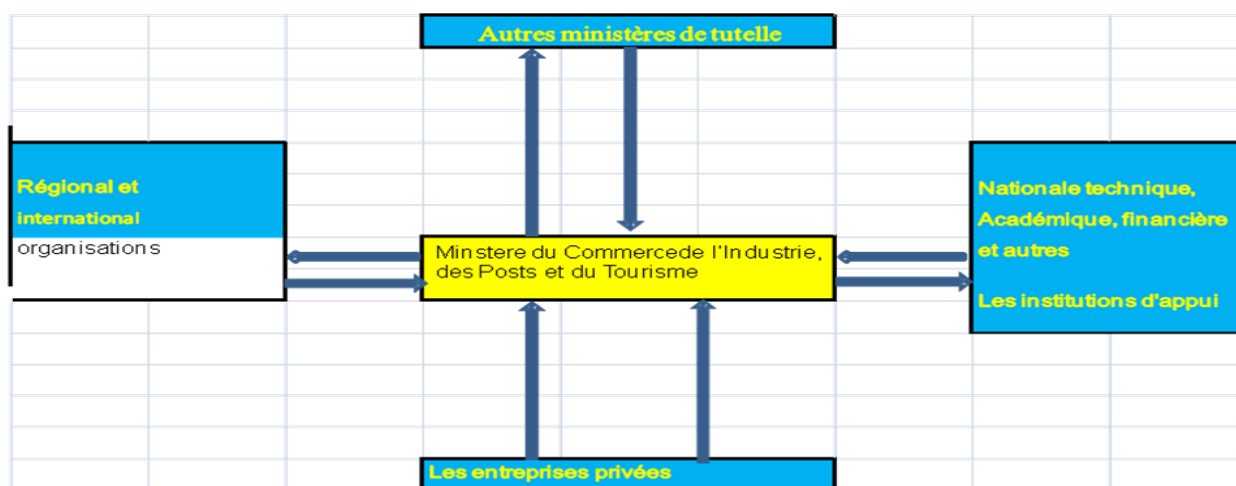 Autres ministères de tutelle
Régional et
international
organisations
Minstere du Commercede l'Industrie,
des Posts et du Tourisme
Nationale technique,
Académique, financière
et autres
Les institutions d'appui
Les entreprises privées